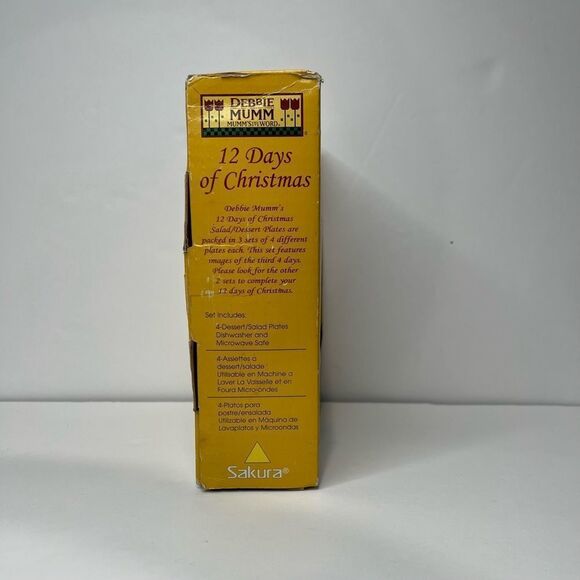 DEBBIE
MUMM
MUMM'S THE WORD®
12 Days
of Christmas
Debbie Mumm's
12 Days of Christmas
Salad/Dessert Plates are
packed in 3 sets of 4 different
plates each. This set features
images of the third 4 days.
Please look for the other
2 sets to complete your
12 days of Christmas.
Set Includes:
4-Dessert/Salad Plates
Dishwasher and
Microwave Safe
4-Assiettes a
dessert/salade :
Utilisable en Machine a
Laver La Vaisselle et en
Foura Micro-ondes
4-Platos para
postre/ensalada
Utilizable en Máquina de
Lavaplatos y Microondas
Sakura®